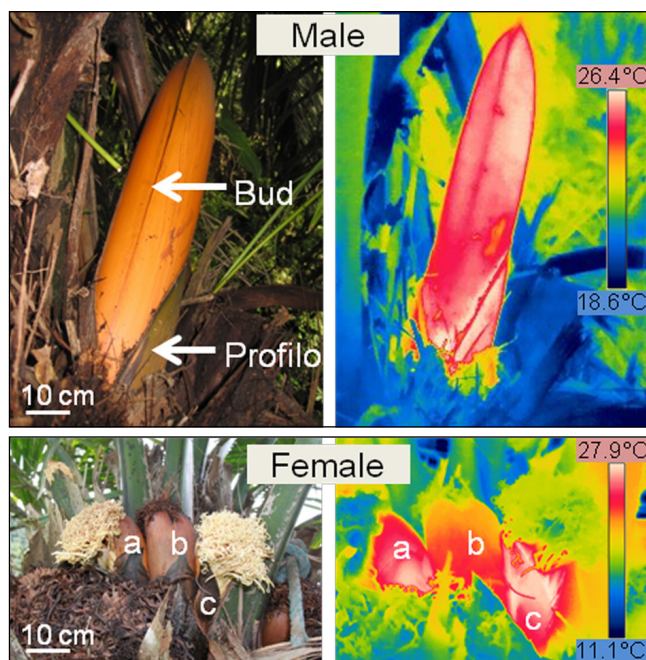 Male
26.4°C
Bud
18.6°C
Profilo
10 cm
Female
27.9°C
a
b
a
b
c
c
10 cm
11.1°C